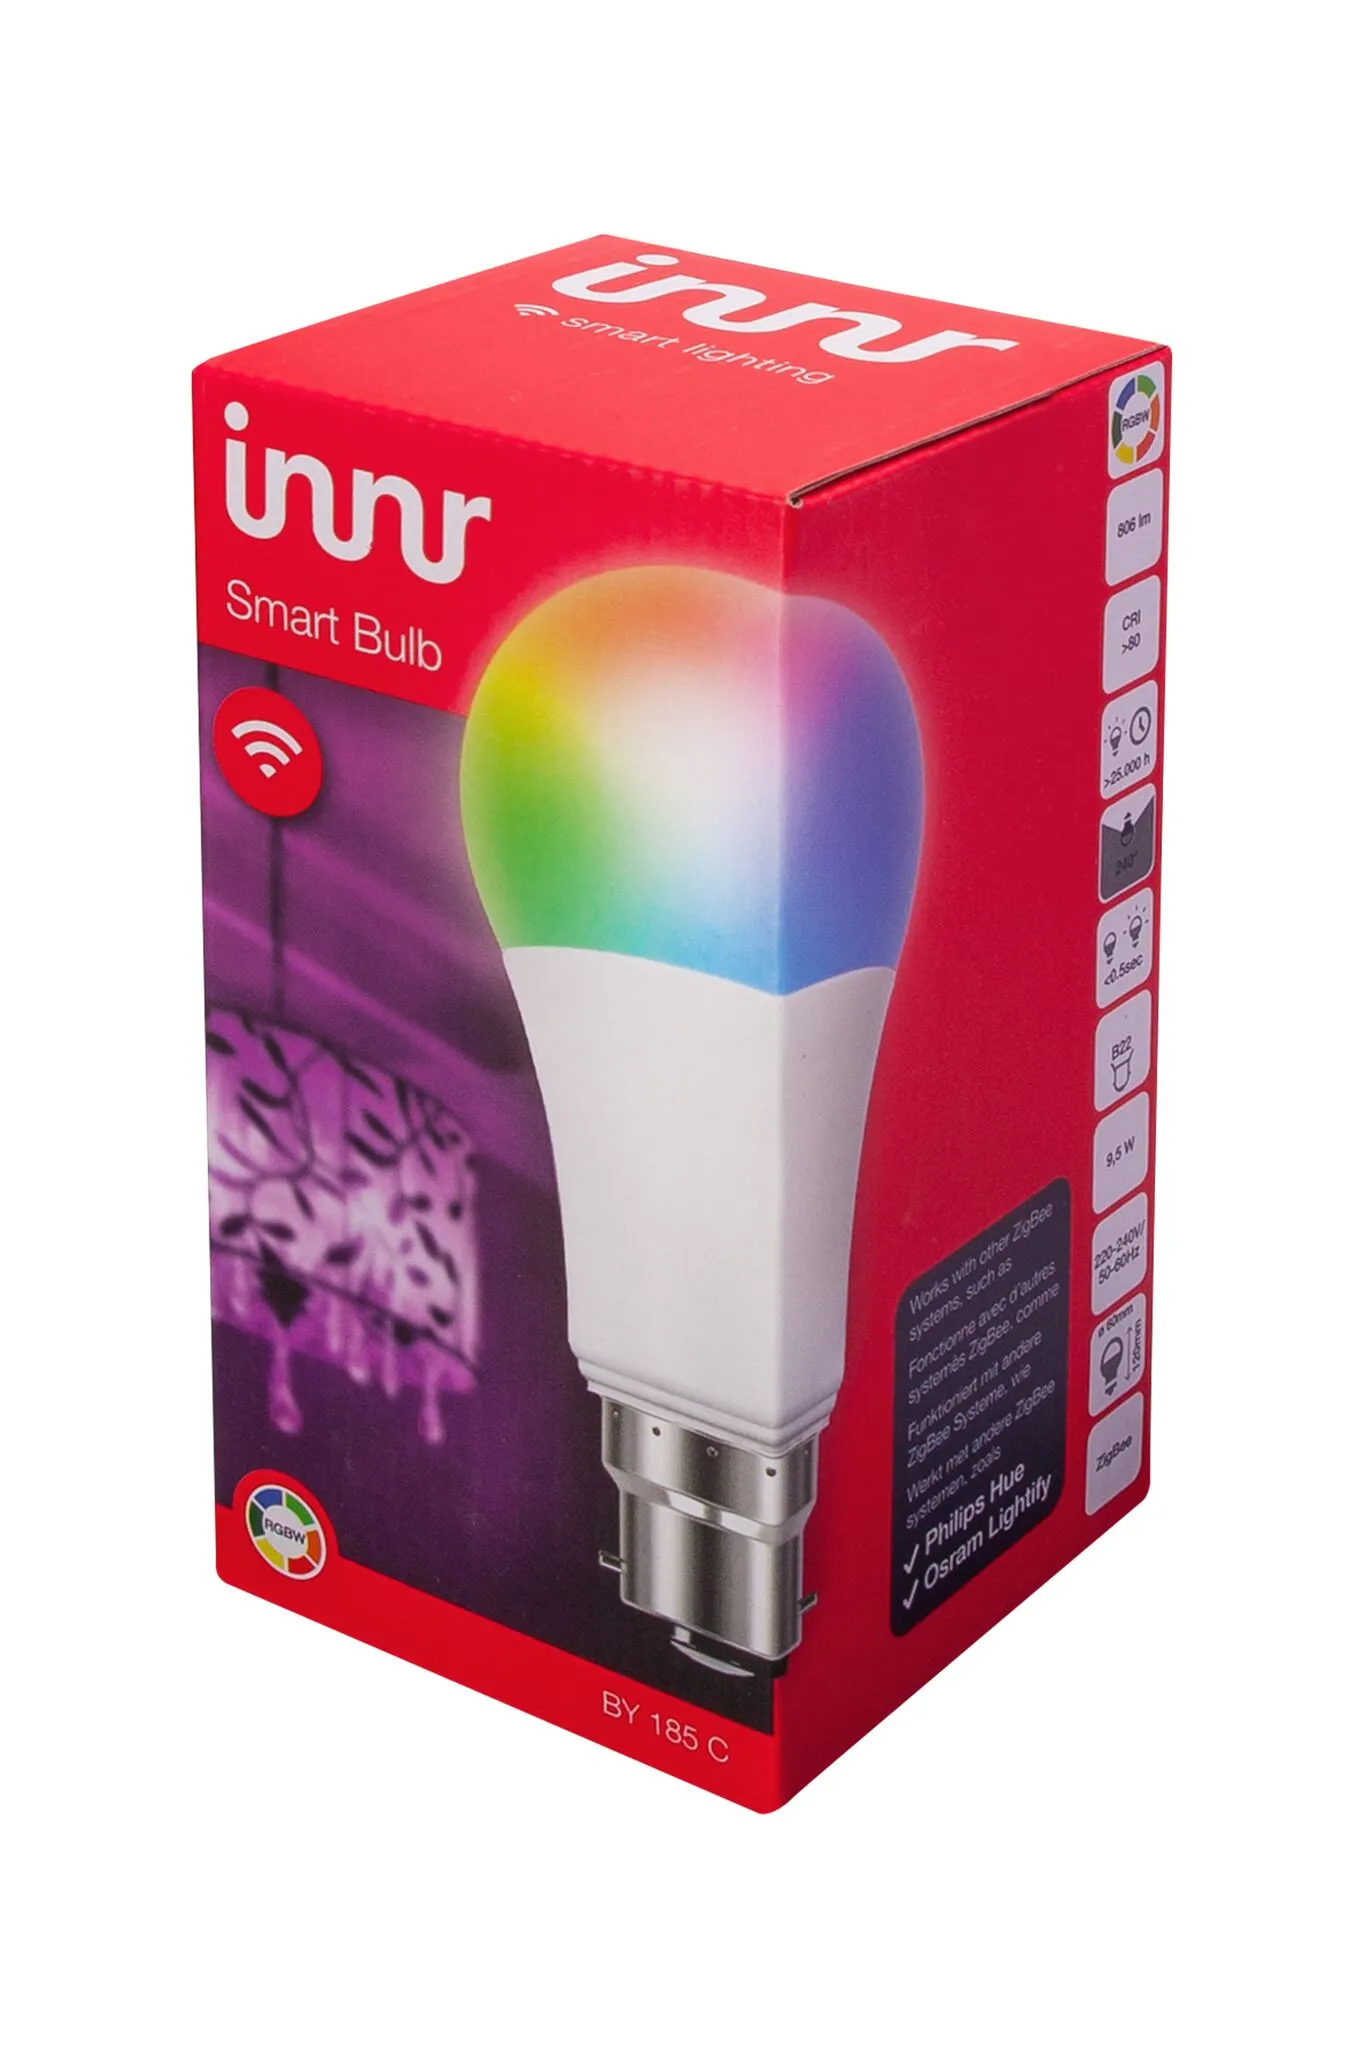 innr
smart lighting
innr
Smart Bulb
RGBW
BY 185 C
RGBW
806 lm
CRI
>80
>25.000 h
240°
<0.5sec
B22
9,5 W
220-240V/
50-60Hz
ø 60mm
120mm
ZigBee
Works with other ZigBee
systems, such as
Fonctionne avec d'autres
systemès ZigBee, comme
Funktioniert mit andere
ZigBee Systeme, wie
Werkt met andere ZigBee
systemen, zoals
✓ Philips Hue
✓ Osram Lightify